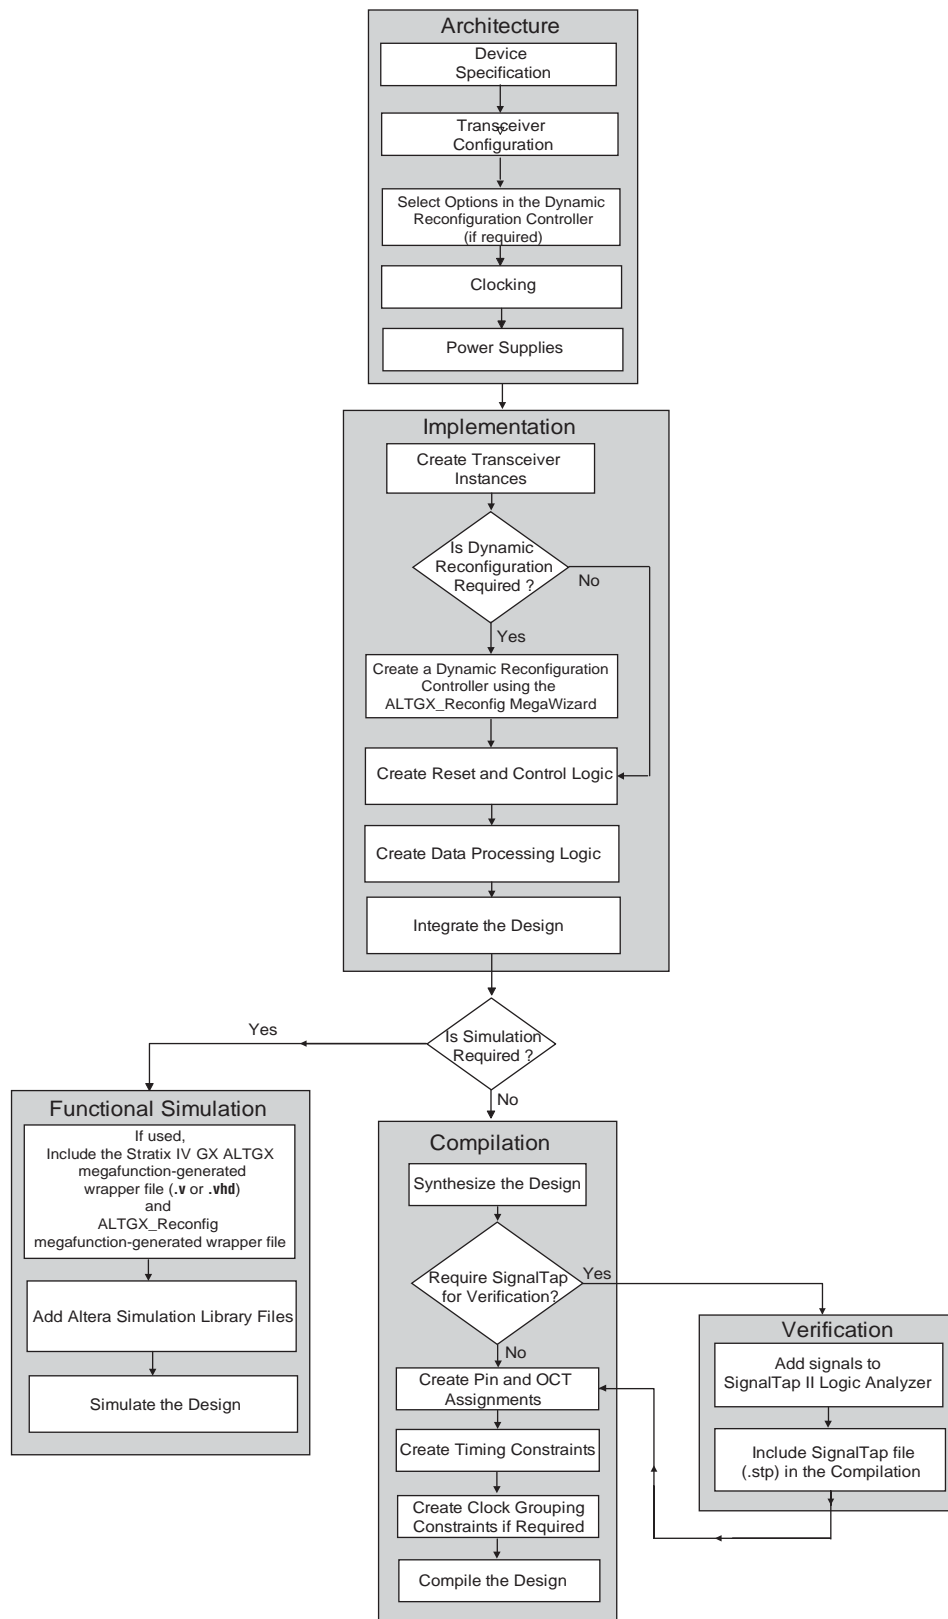 Architecture
Device
Specification
Transceiver
Configuration
Select Options in the Dynamic
Reconfiguration Controller
(if required)
Clocking
Power Supplies
Implementation
Create Transceiver
Instances
Is Dynamic
Reconfiguration
Required ?
No
Yes
Create a Dynamic Reconfiguration
Controller using the
ALTGX_Reconfig MegaWizard
Create Reset and Control Logic
Create Data Processing Logic
Integrate the Design
Is Simulation
Required ?
Yes
No
Functional Simulation
If used,
Include the Stratix IV GX ALTGX
megafunction-generated
wrapper file (.v or .vhd)
and
ALTGX_Reconfig
megafunction-generated wrapper file
Add Altera Simulation Library Files
Simulate the Design
Compilation
Synthesize the Design
Require SignalTap
for Verification?
Yes
No
Create Pin and OCT
Assignments
Create Timing Constraints
Create Clock Grouping
Constraints if Required
Compile the Design
Verification
Add signals to
SignalTap II Logic Analyzer
Include SignalTap file
(.stp) in the Compilation